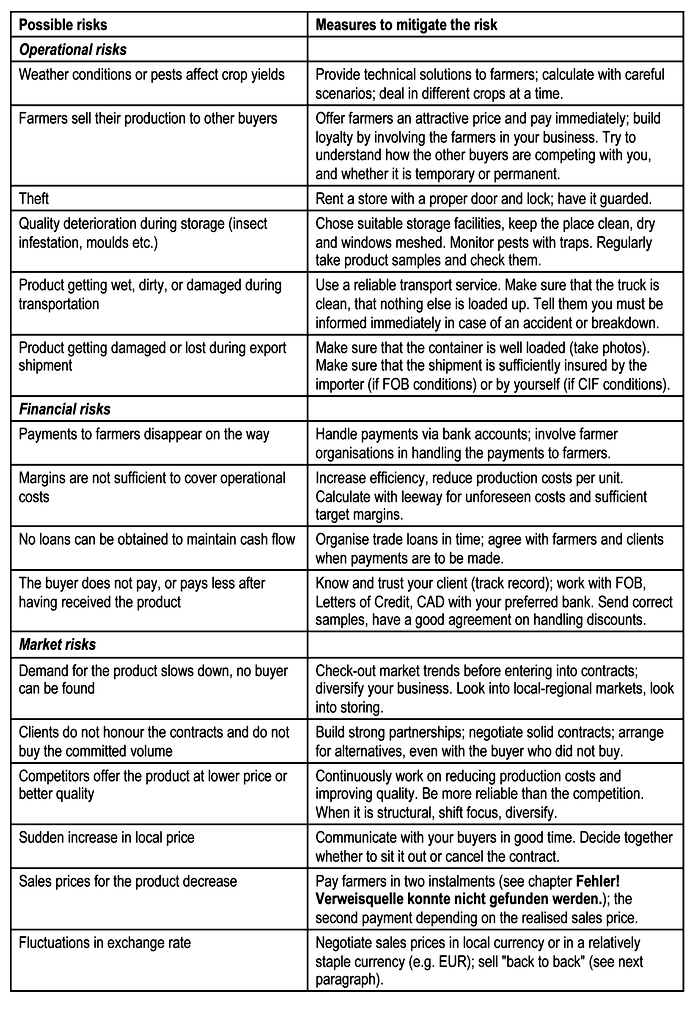 Possible risks
Measures to mitigate the risk
Operational risks
Weather conditions or pests affect crop yields
Provide technical solutions to farmers; calculate with careful
scenarios; deal in different crops at a time.
Farmers sell their production to other buyers
Offer farmers an attractive price and pay immediately; build
loyalty by involving the farmers in your business. Try to
understand how the other buyers are competing with you,
and whether it is temporary or permanent.
Theft
Rent a store with a proper door and lock; have it guarded.
Quality deterioration during storage (insect
infestation, moulds etc.)
Chose suitable storage facilities, keep the place clean, dry
and windows meshed. Monitor pests with traps. Regularly
take product samples and check them.
Product getting wet, dirty, or damaged during
transportation
Use a reliable transport service. Make sure that the truck is
clean, that nothing else is loaded up. Tell them you must be
informed immediately in case of an accident or breakdown.
Product getting damaged or lost during export
shipment
Make sure that the container is well loaded (take photos).
Make sure that the shipment is sufficiently insured by the
importer (if FOB conditions) or by yourself (if CIF conditions).
Financial risks
Payments to farmers disappear on the way
Handle payments via bank accounts; involve farmer
organisations in handling the payments to farmers.
Margins are not sufficient to cover operational
costs
Increase efficiency, reduce production costs per unit.
Calculate with leeway for unforeseen costs and sufficient
target margins.
No loans can be obtained to maintain cash flow
Organise trade loans in time; agree with farmers and clients
when payments are to be made.
The buyer does not pay, or pays less after
having received the product
Know and trust your client (track record); work with FOB,
Letters of Credit, CAD with your preferred bank. Send correct
samples, have a good agreement on handling discounts.
Market risks
Demand for the product slows down, no buyer
can be found
Check-out market trends before entering into contracts;
diversify your business. Look into local-regional markets, look
into storing.
Clients do not honour the contracts and do not
buy the committed volume
Build strong partnerships; negotiate solid contracts; arrange
for alternatives, even with the buyer who did not buy.
Competitors offer the product at lower price or
better quality
Continuously work on reducing production costs and
improving quality. Be more reliable than the competition.
When it is structural, shift focus, diversify.
Sudden increase in local price
Communicate with your buyers in good time. Decide together
whether to sit it out or cancel the contract.
Sales prices for the product decrease
Pay farmers in two instalments (see chapter Fehler!
Verweisquelle konnte nicht gefunden werden.); the
second payment depending on the realised sales price.
Fluctuations in exchange rate
Negotiate sales prices in local currency or in a relatively
staple currency (e.g. EUR); sell "back to back" (see next
paragraph).